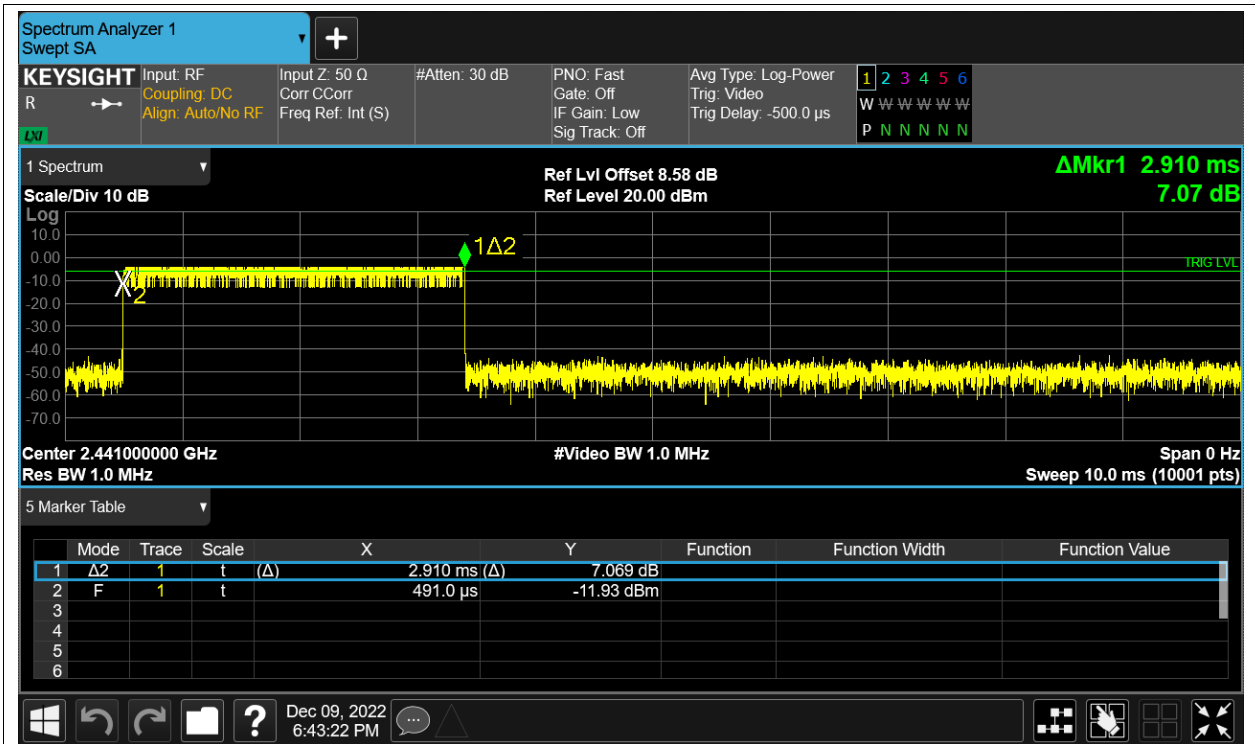 Spectrum Analyzer 1
Swept SA
KEYSIGHT Input: RF Input Z: 50 Ω #Atten: 30 dB PNO: Fast Avg Type: Log-Power 1 2 3 4 5 6
R Coupling: DC Corr CCorr Gate: Off Trig: Video W W W W W W
Align: Auto/No RF Freq Ref: Int (S) IF Gain: Low Trig Delay: -500.0 µs
LXI Sig Track: Off P N N N N N
1 Spectrum Ref Lvl Offset 8.58 dB ΔMkr1 2.910 ms
Scale/Div 10 dB Ref Level 20.00 dBm 7.07 dB
Log
10.0
1Δ2
0.00
TRIG LVL
-10.0
X2
-20.0
-30.0
-40.0
-50.0
-60.0
-70.0
Center 2.441000000 GHz #Video BW 1.0 MHz Span 0 Hz
Res BW 1.0 MHz Sweep 10.0 ms (10001 pts)
5 Marker Table
Mode Trace Scale X Y Function Function Width Function Value
1 Δ2 1 t (Δ) 2.910 ms (Δ) 7.069 dB
2 F 1 t 491.0 µs -11.93 dBm
3
4
5
6
? Dec 09, 2022
6:43:22 PM